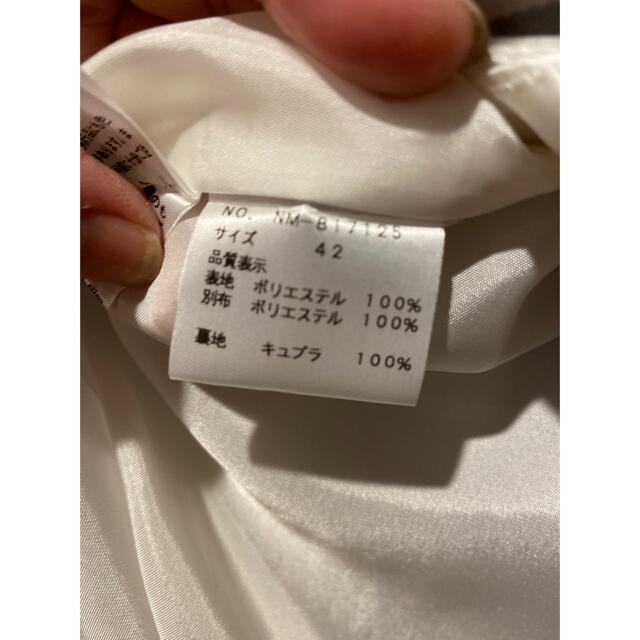 NO. NM-817125
サイズ 42
品質表示
表地 ポリエステル 100%
別布 ポリエステル 100%
裏地 キュプラ 100%